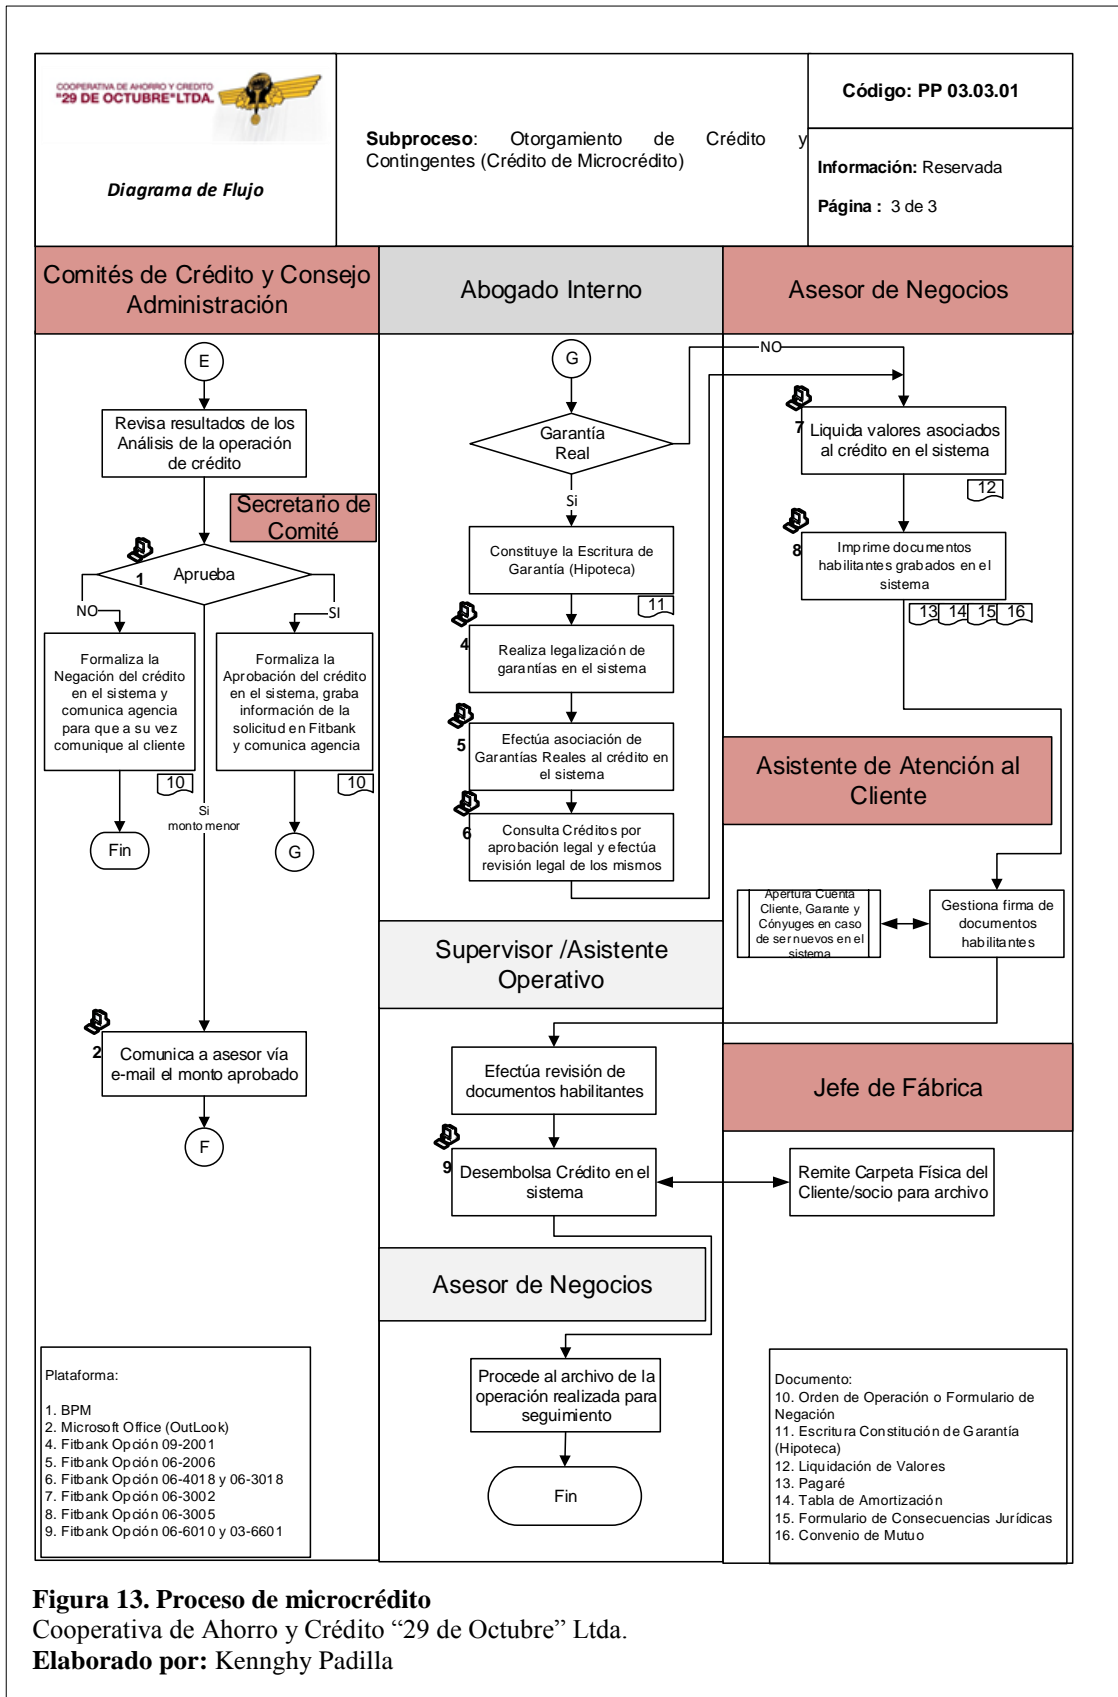 COOPERATIVA DE AHORRO Y CREDITO
"29 DE OCTUBRE" LTDA.
Diagrama de Flujo
Subproceso: Otorgamiento de Crédito y
Contingentes (Crédito de Microcrédito)
Código: PP 03.03.01
Información: Reservada
Página : 3 de 3
Comités de Crédito y Consejo
Administración
Abogado Interno
Asesor de Negocios
E
Revisa resultados de los
Análisis de la operación
de crédito
Secretario de
Comité
1
Aprueba
NO
SI
Formaliza la
Negación del crédito
en el sistema y
comunica agencia
para que a su vez
comunique al cliente
10
Formaliza la
Aprobación del crédito
en el sistema, graba
información de la
solicitud en Fitbank
y comunica agencia
10
Si
monto menor
Fin
G
2
Comunica a asesor vía
e-mail el monto aprobado
F
G
Garantía
Real
NO
Si
Constituye la Escritura de
Garantía (Hipoteca)
11
4
Realiza legalización de
garantías en el sistema
5
Efectúa asociación de
Garantías Reales al crédito en
el sistema
6
Consulta Créditos por
aprobación legal y efectúa
revisión legal de los mismos
7
Liquida valores asociados
al crédito en el sistema
12
8
Imprime documentos
habilitantes grabados en el
sistema
13 14 15 16
Asistente de Atención al
Cliente
Apertura Cuenta
Cliente, Garante y
Cónyuges en caso
de ser nuevos en el
sistema
Gestiona firma de
documentos
habilitantes
Supervisor /Asistente
Operativo
Efectúa revisión de
documentos habilitantes
9
Desembolsa Crédito en el
sistema
Jefe de Fábrica
Remite Carpeta Física del
Cliente/socio para archivo
Asesor de Negocios
Procede al archivo de la
operación realizada para
seguimiento
Fin
Plataforma:
1. BPM
2. Microsoft Office (OutLook)
4. Fitbank Opción 09-2001
5. Fitbank Opción 06-2006
6. Fitbank Opción 06-4018 y 06-3018
7. Fitbank Opción 06-3002
8. Fitbank Opción 06-3005
9. Fitbank Opción 06-6010 y 03-6601
Documento:
10. Orden de Operación o Formulario de
Negación
11. Escritura Constitución de Garantía
(Hipoteca)
12. Liquidación de Valores
13. Pagaré
14. Tabla de Amortización
15. Formulario de Consecuencias Jurídicas
16. Convenio de Mutuo
Figura 13. Proceso de microcrédito
Cooperativa de Ahorro y Crédito “29 de Octubre” Ltda.
Elaborado por: Kennghy Padilla